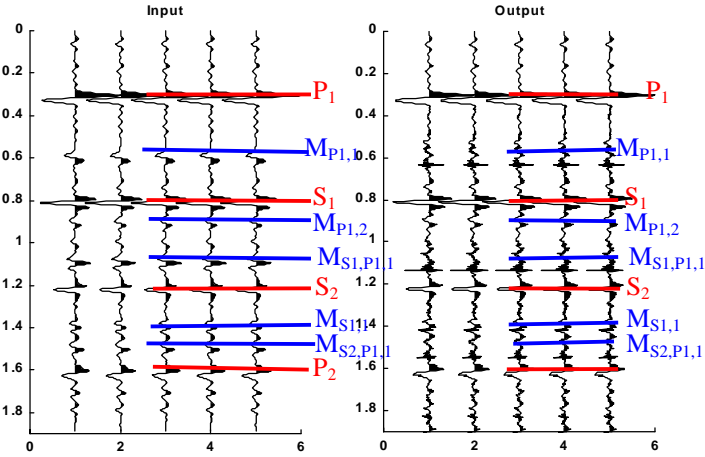 Input
0
0.2
0.4
0.6
0.8
1
1.2
1.4
1.6
1.8
0 2 4 6
P1
MP1,1
S1
MP1,2
MS1,P1,1
S2
MS1,1
MS2,P1,1
P2
Output
0
0.2
0.4
0.6
0.8
1
1.2
1.4
1.6
1.8
0 2 4 6
P1
MP1,1
S1
MP1,2
MS1,P1,1
S2
MS1,1
MS2,P1,1